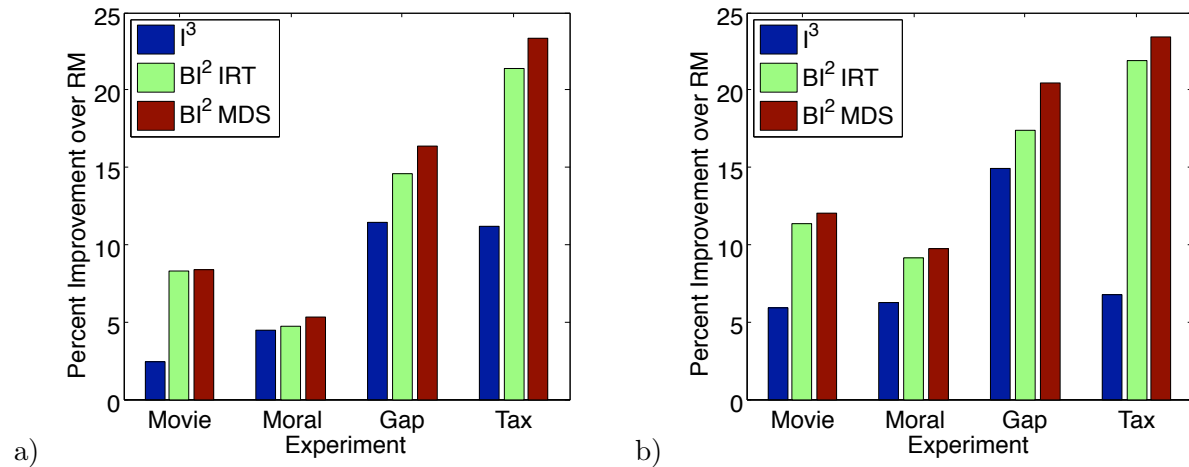 25
20
15
10
5
0
Percent Improvement over RM
I³
BI² IRT
BI² MDS
Movie Moral Gap Tax
Experiment
a)
25
20
15
10
5
0
Percent Improvement over RM
I³
BI² IRT
BI² MDS
Movie Moral Gap Tax
Experiment
b)